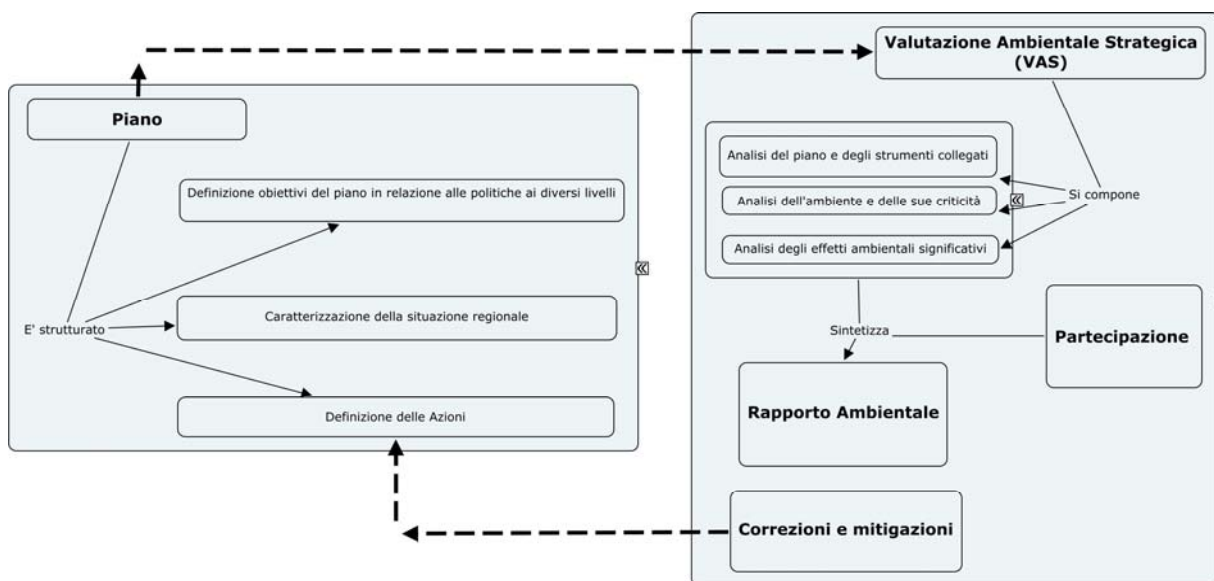 Piano
Definizione obiettivi del piano in relazione alle politiche ai diversi livelli
E' strutturato
Caratterizzazione della situazione regionale
Definizione delle Azioni
Valutazione Ambientale Strategica
(VAS)
Analisi del piano e degli strumenti collegati
Analisi dell'ambiente e delle sue criticità
Si compone
Analisi degli effetti ambientali significativi
Sintetizza
Partecipazione
Rapporto Ambientale
Correzioni e mitigazioni